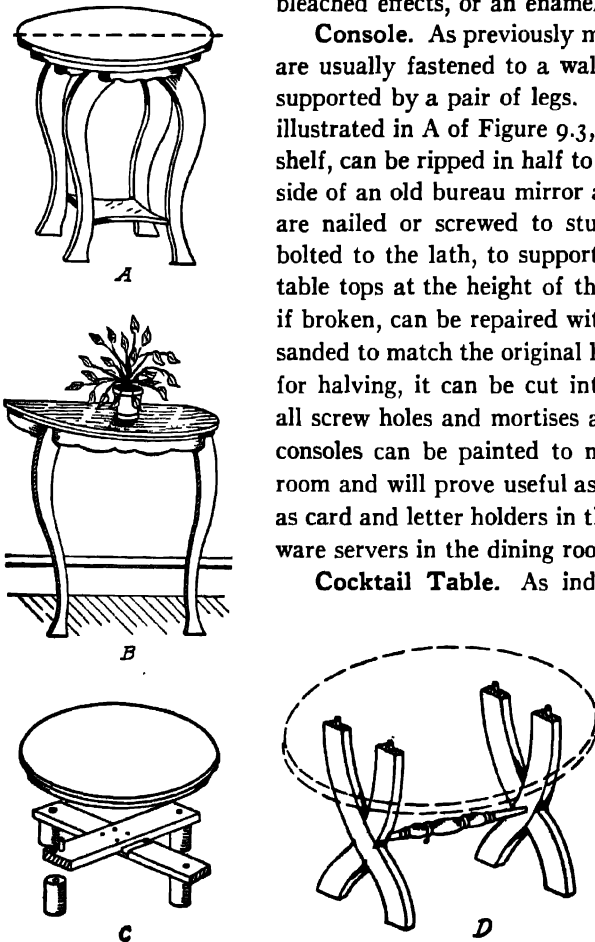 bleached effects, or an ename
Console. As previously m
are usually fastened to a wal
supported by a pair of legs.
illustrated in A of Figure 9.3,
shelf, can be ripped in half to
side of an old bureau mirror a
are nailed or screwed to stu
bolted to the lath, to support
table tops at the height of th
if broken, can be repaired wit
sanded to match the original
for halving, it can be cut int
all screw holes and mortises a
consoles can be painted to m
room and will prove useful as
as card and letter holders in th
ware servers in the dining roo
Cocktail Table. As ind
A
B
C
D